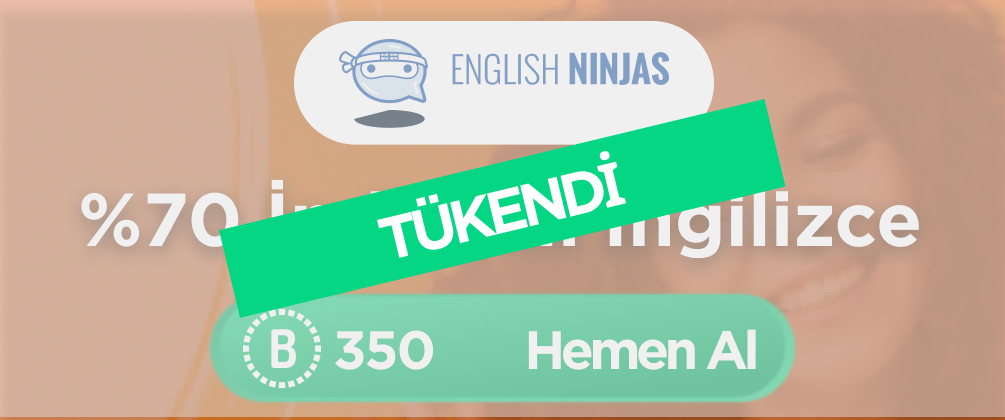 ENGLISH NINJAS
%70
TÜKENDİ
İngilizce
B 350 Hemen Al